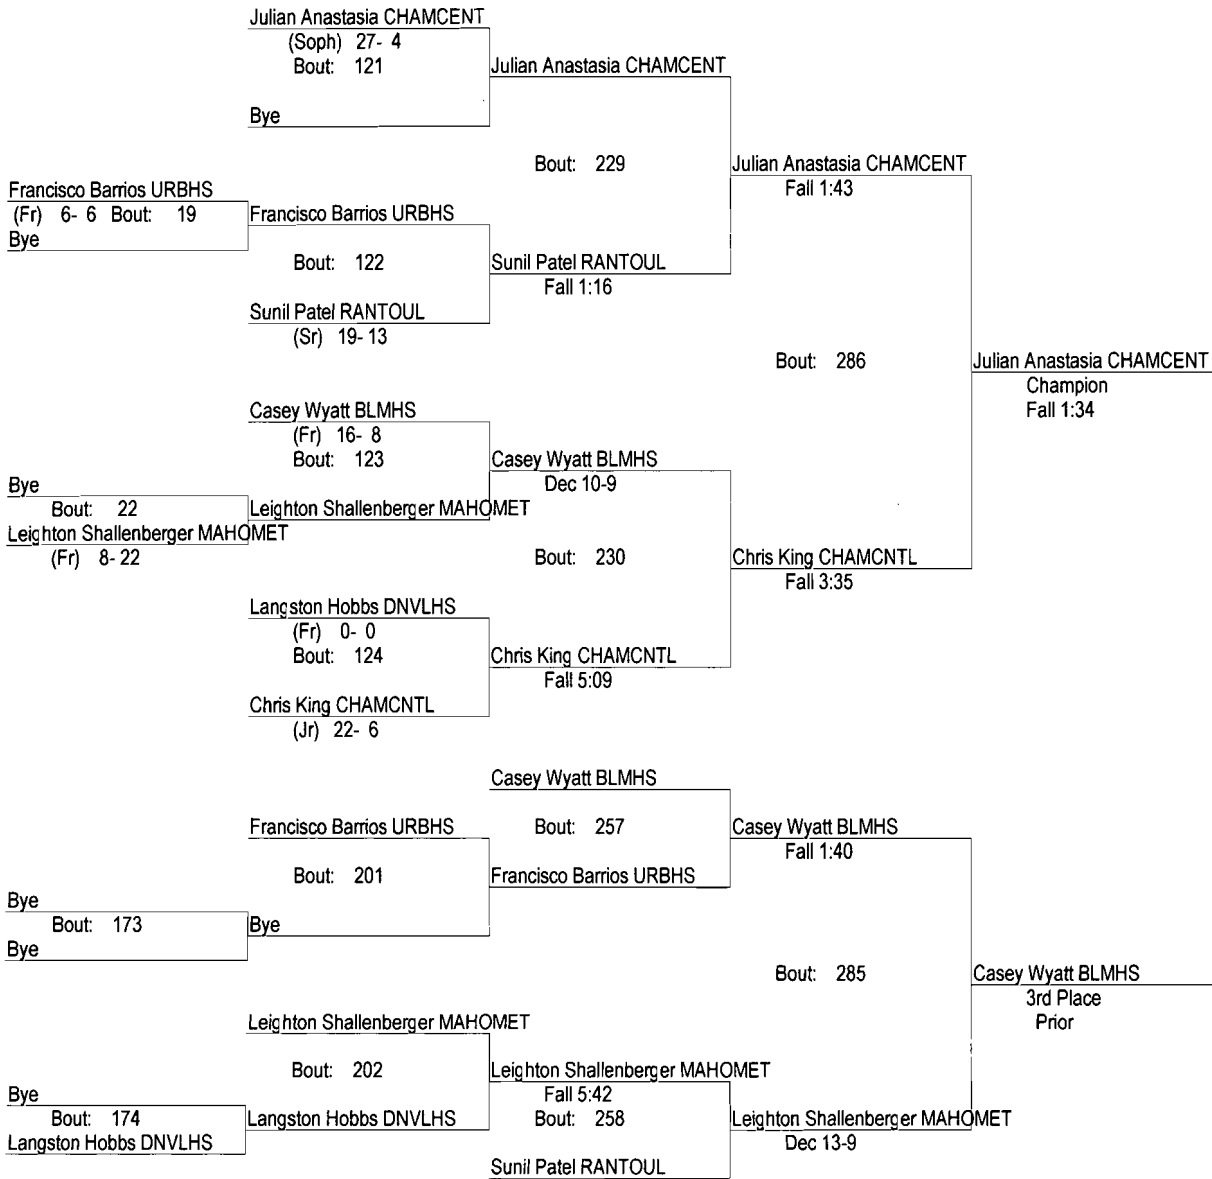 Julian Anastasia CHAMCENT
(Soph) 27- 4
Bout: 121
Julian Anastasia CHAMCENT
Bye
Bout: 229
Julian Anastasia CHAMCENT
Fall 1:43
Francisco Barrios URBHS
(Fr) 6- 6 Bout: 19
Francisco Barrios URBHS
Bye
Bout: 122
Sunil Patel RANTOUL
Fall 1:16
Sunil Patel RANTOUL
(Sr) 19- 13
Bout: 286
Julian Anastasia CHAMCENT
Champion
Fall 1:34
Casey Wyatt BLMHS
(Fr) 16- 8
Bout: 123
Casey Wyatt BLMHS
Dec 10-9
Bye
Bout: 22
Leighton Shallenberger MAHOMET
Leighton Shallenberger MAHOMET
(Fr) 8- 22
Bout: 230
Chris King CHAMCNTL
Fall 3:35
Langston Hobbs DNVLHS
(Fr) 0- 0
Bout: 124
Chris King CHAMCNTL
Fall 5:09
Chris King CHAMCNTL
(Jr) 22- 6
Casey Wyatt BLMHS
Francisco Barrios URBHS
Bout: 257
Casey Wyatt BLMHS
Fall 1:40
Bout: 201
Francisco Barrios URBHS
Bye
Bout: 173
Bye
Bye
Bout: 285
Casey Wyatt BLMHS
3rd Place
Prior
Leighton Shallenberger MAHOMET
Bout: 202
Leighton Shallenberger MAHOMET
Fall 5:42
Bye
Bout: 174
Langston Hobbs DNVLHS
Bout: 258
Leighton Shallenberger MAHOMET
Dec 13-9
Langston Hobbs DNVLHS
Sunil Patel RANTOUL